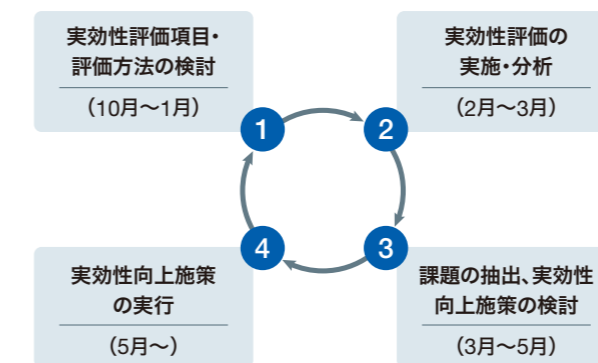 実効性評価項目・
評価方法の検討
（10月～1月）
1
実効性評価の
実施・分析
（2月～3月）
2
課題の抽出、実効性
向上施策の検討
（3月～5月）
3
実効性向上施策
の実行
（5月～）
4